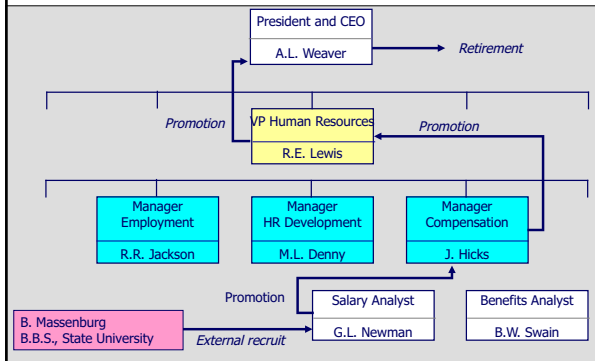 President and CEO
A.L. Weaver
Retirement
Promotion
VP Human Resources
R.E. Lewis
Promotion
Manager
Employment
R.R. Jackson
Manager
HR Development
M.L. Denny
Manager
Compensation
J. Hicks
Promotion
Salary Analyst
G.L. Newman
Benefits Analyst
B.W. Swain
B. Massenburg
B.B.S., State University
External recruit